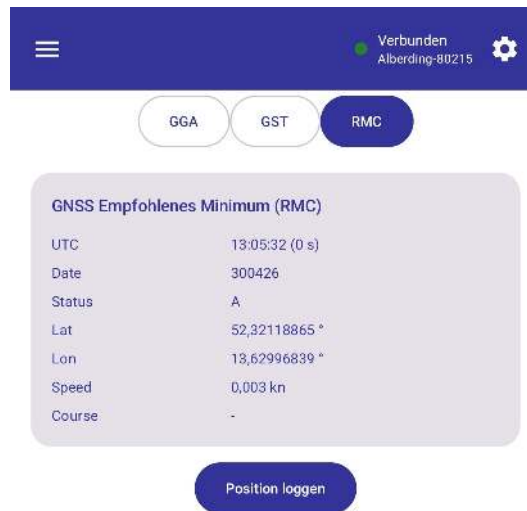 Verbunden
Alberding-80215
GGA GST RMC
GNSS Empfohlenes Minimum (RMC)
UTC 13:05:32 (0 s)
Date 300426
Status A
Lat 52,32118865 °
Lon 13,62996839 °
Speed 0,003 kn
Course -
Position loggen